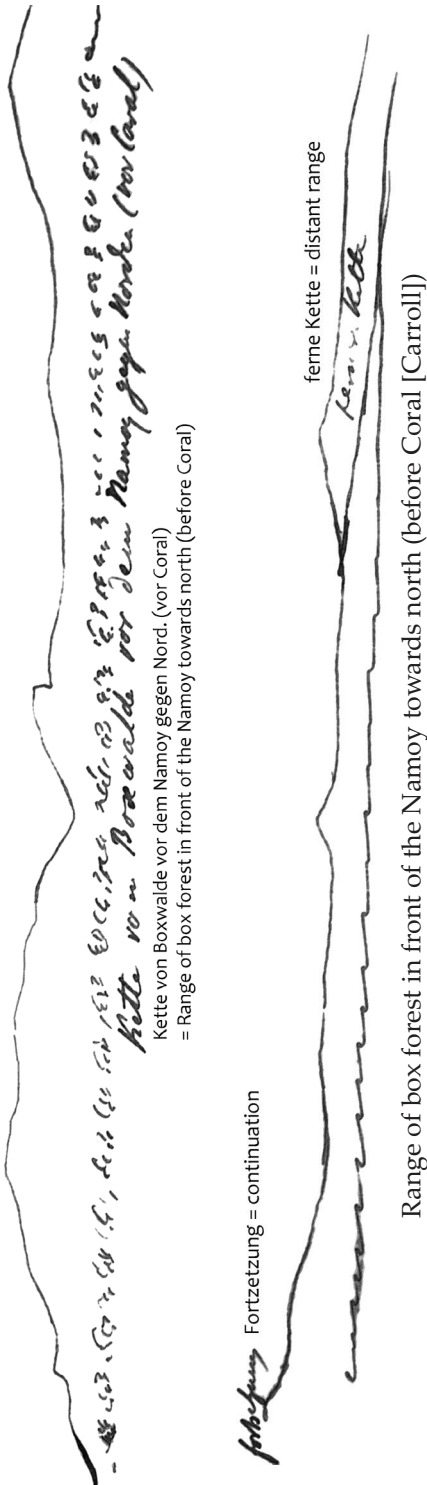 Kette von Boxwalde vor dem Namoy gegen Norden (vor Coral)
Kette von Boxwalde vor dem Namoy gegen Nord. (vor Coral)
= Range of box forest in front of the Namoy towards north (before Coral)
Fortzetzung = continuation
ferne Kette = distant range
ferne Kette
Range of box forest in front of the Namoy towards north (before Coral [Carroll])